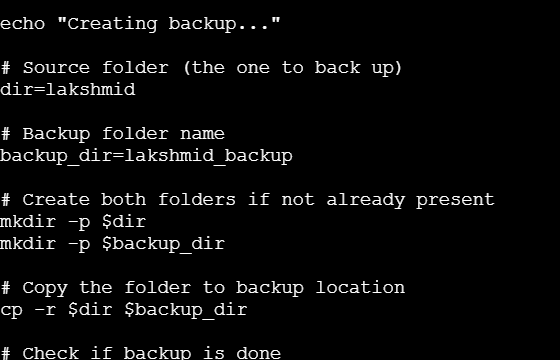 echo "Creating backup..."
# Source folder (the one to back up)
dir=lakshmid
# Backup folder name
backup_dir=lakshmid_backup
# Create both folders if not already present
mkdir -p $dir
mkdir -p $backup_dir
# Copy the folder to backup location
cp -r $dir $backup_dir
# Check if backup is done